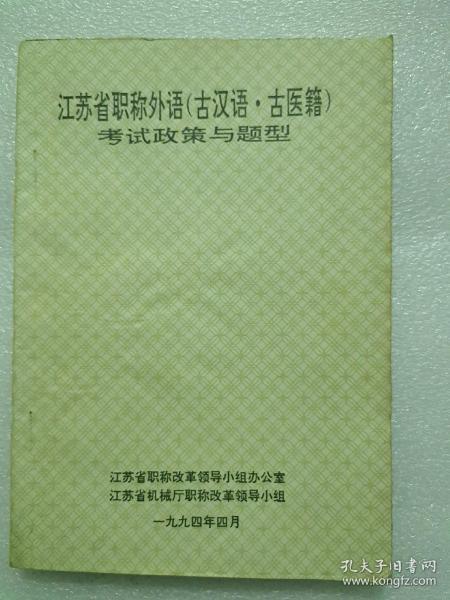 江苏省职称外语(古汉语·古医籍)
考试政策与题型
江苏省职称改革领导小组办公室
江苏省机械厅职称改革领导小组
一九九四年四月
孔夫子旧书网
www.kongfz.com